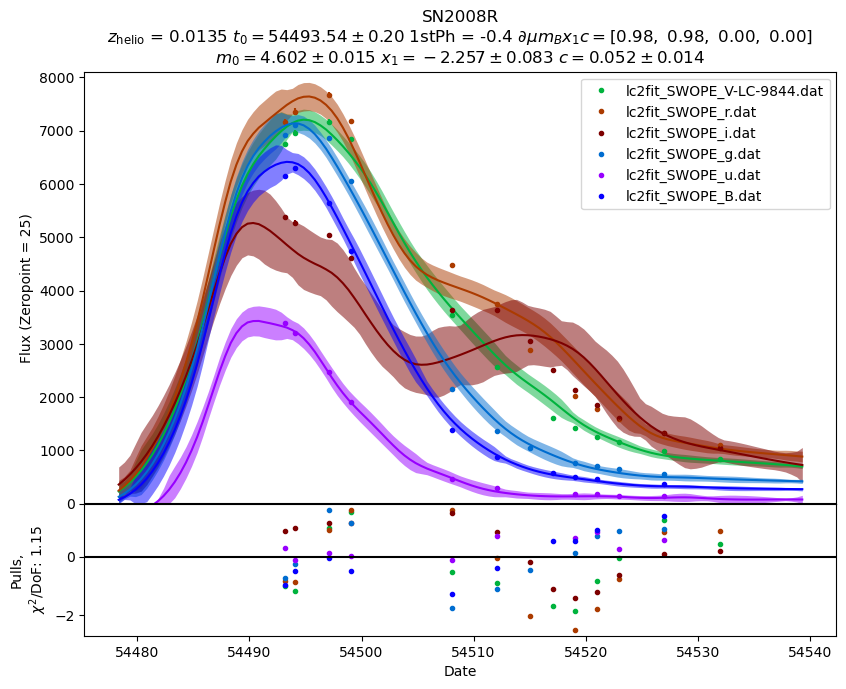 SN2008R
z_helio = 0.0135 t_0 = 54493.54 ± 0.20 1stPh = -0.4 ∂μm_Bx_1c = [0.98, 0.98, 0.00, 0.00]
m_0 = 4.602 ± 0.015 x_1 = −2.257 ± 0.083 c = 0.052 ± 0.014
lc2fit_SWOPE_V-LC-9844.dat
lc2fit_SWOPE_r.dat
lc2fit_SWOPE_i.dat
lc2fit_SWOPE_g.dat
lc2fit_SWOPE_u.dat
lc2fit_SWOPE_B.dat
Flux (Zeropoint = 25)
8000
7000
6000
5000
4000
3000
2000
1000
0
Pulls,
χ²/DoF: 1.15
0
−2
54480
54490
54500
54510
54520
54530
54540
Date